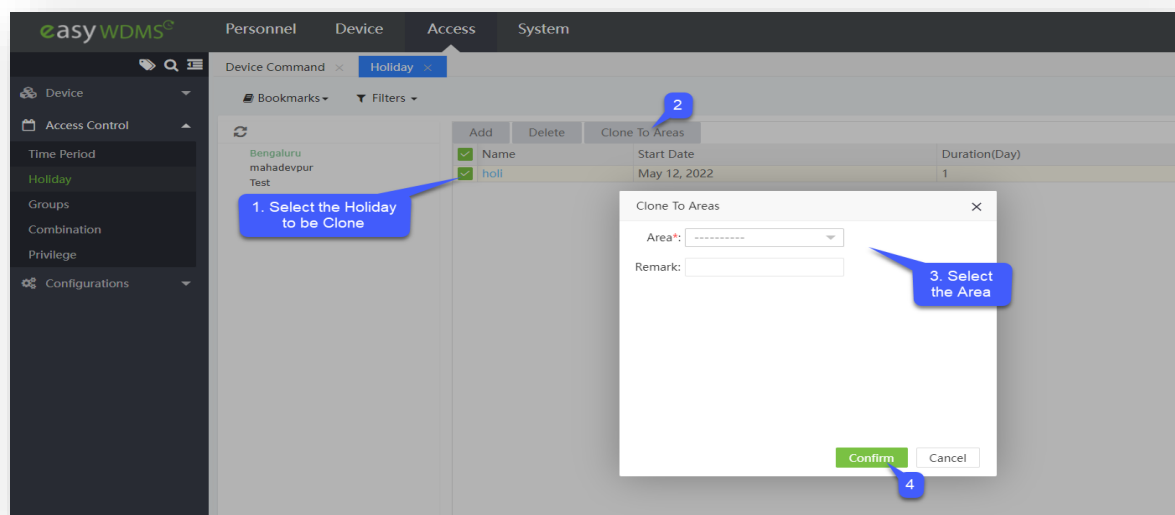 easy WDMS
Personnel Device Access System
Device Command × Holiday ×
Device
Bookmarks Filters
2
Access Control
Add Delete Clone To Areas
Time Period
Bengaluru
Name Start Date Duration(Day)
mahadevpur
holi May 12, 2022 1
Holiday
Test
Groups
1. Select the Holiday
to be Clone
Clone To Areas ×
Combination
Area*: ----------
Privilege
Remark:
3. Select
the Area
Configurations
Confirm Cancel
4